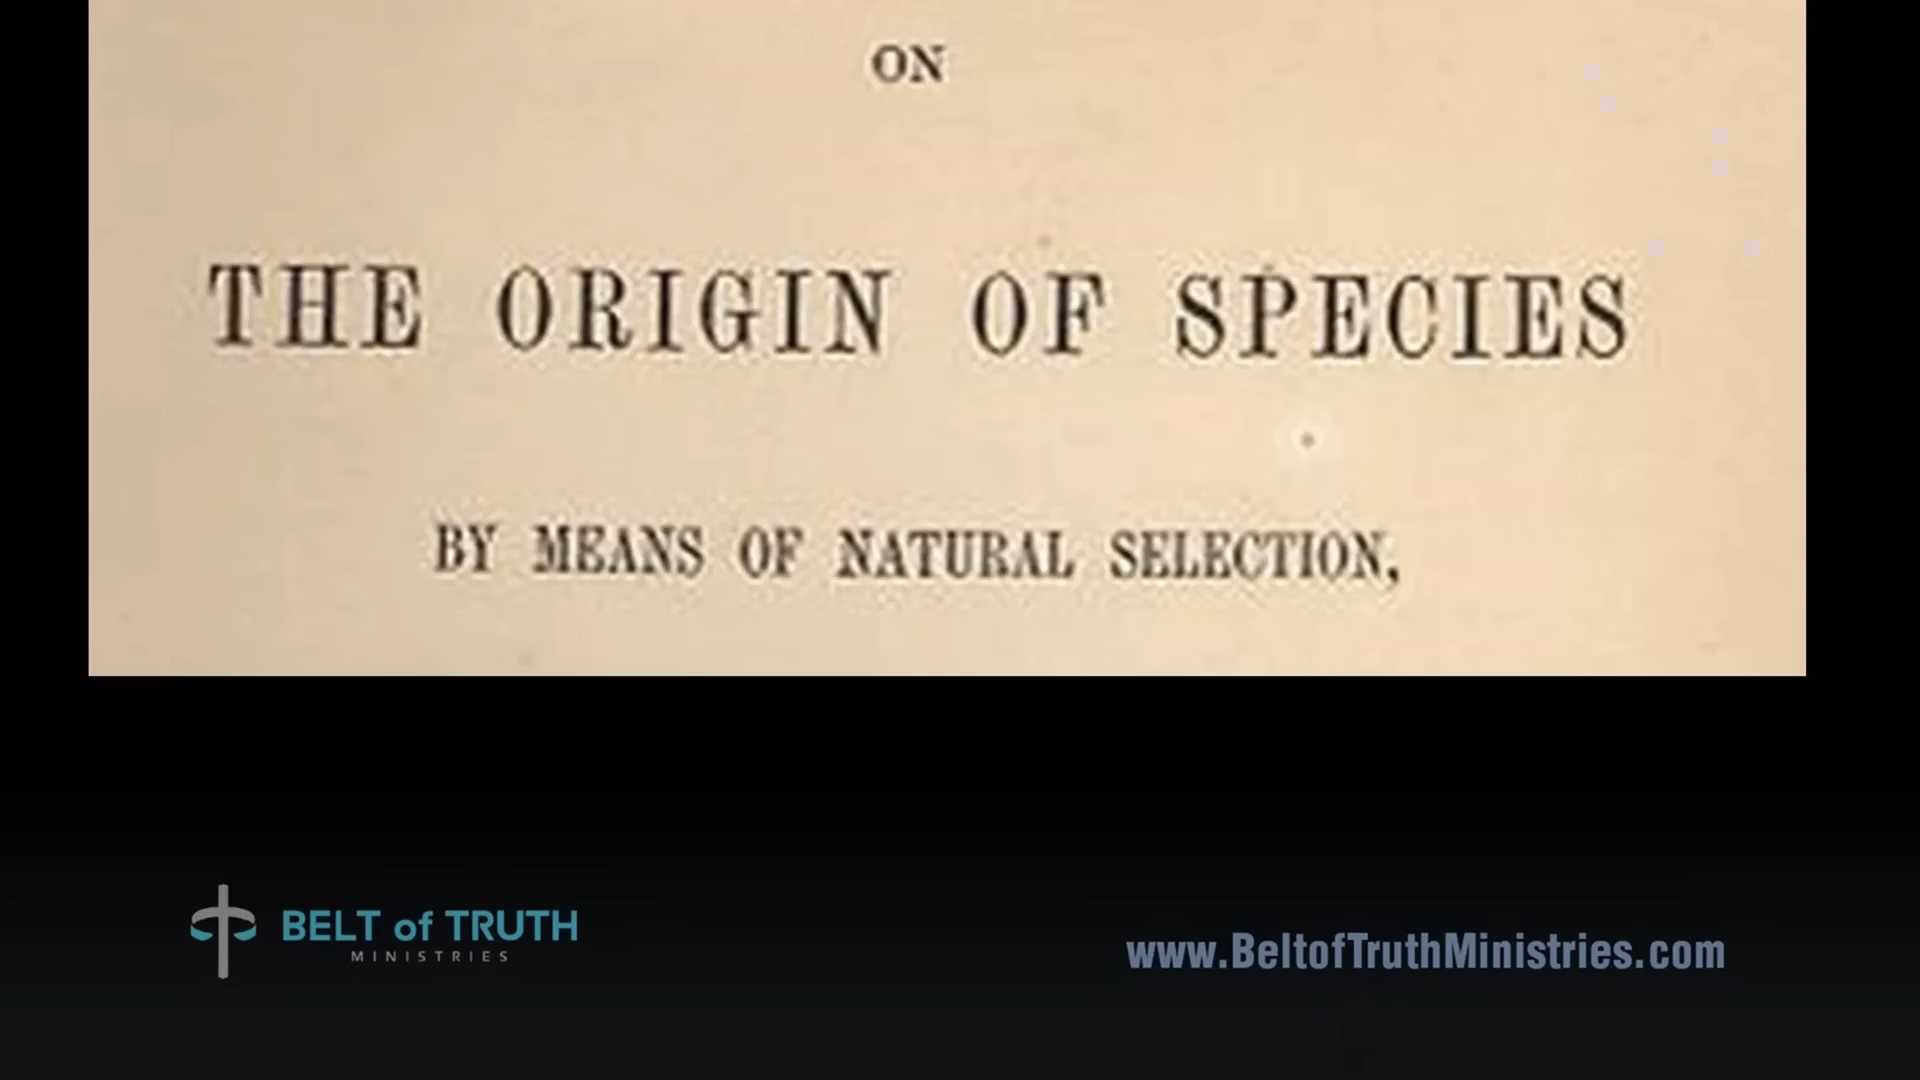 ON
THE ORIGIN OF SPECIES
BY MEANS OF NATURAL SELECTION,
BELT of TRUTH
MINISTRIES
www.BeltofTruthMinistries.com